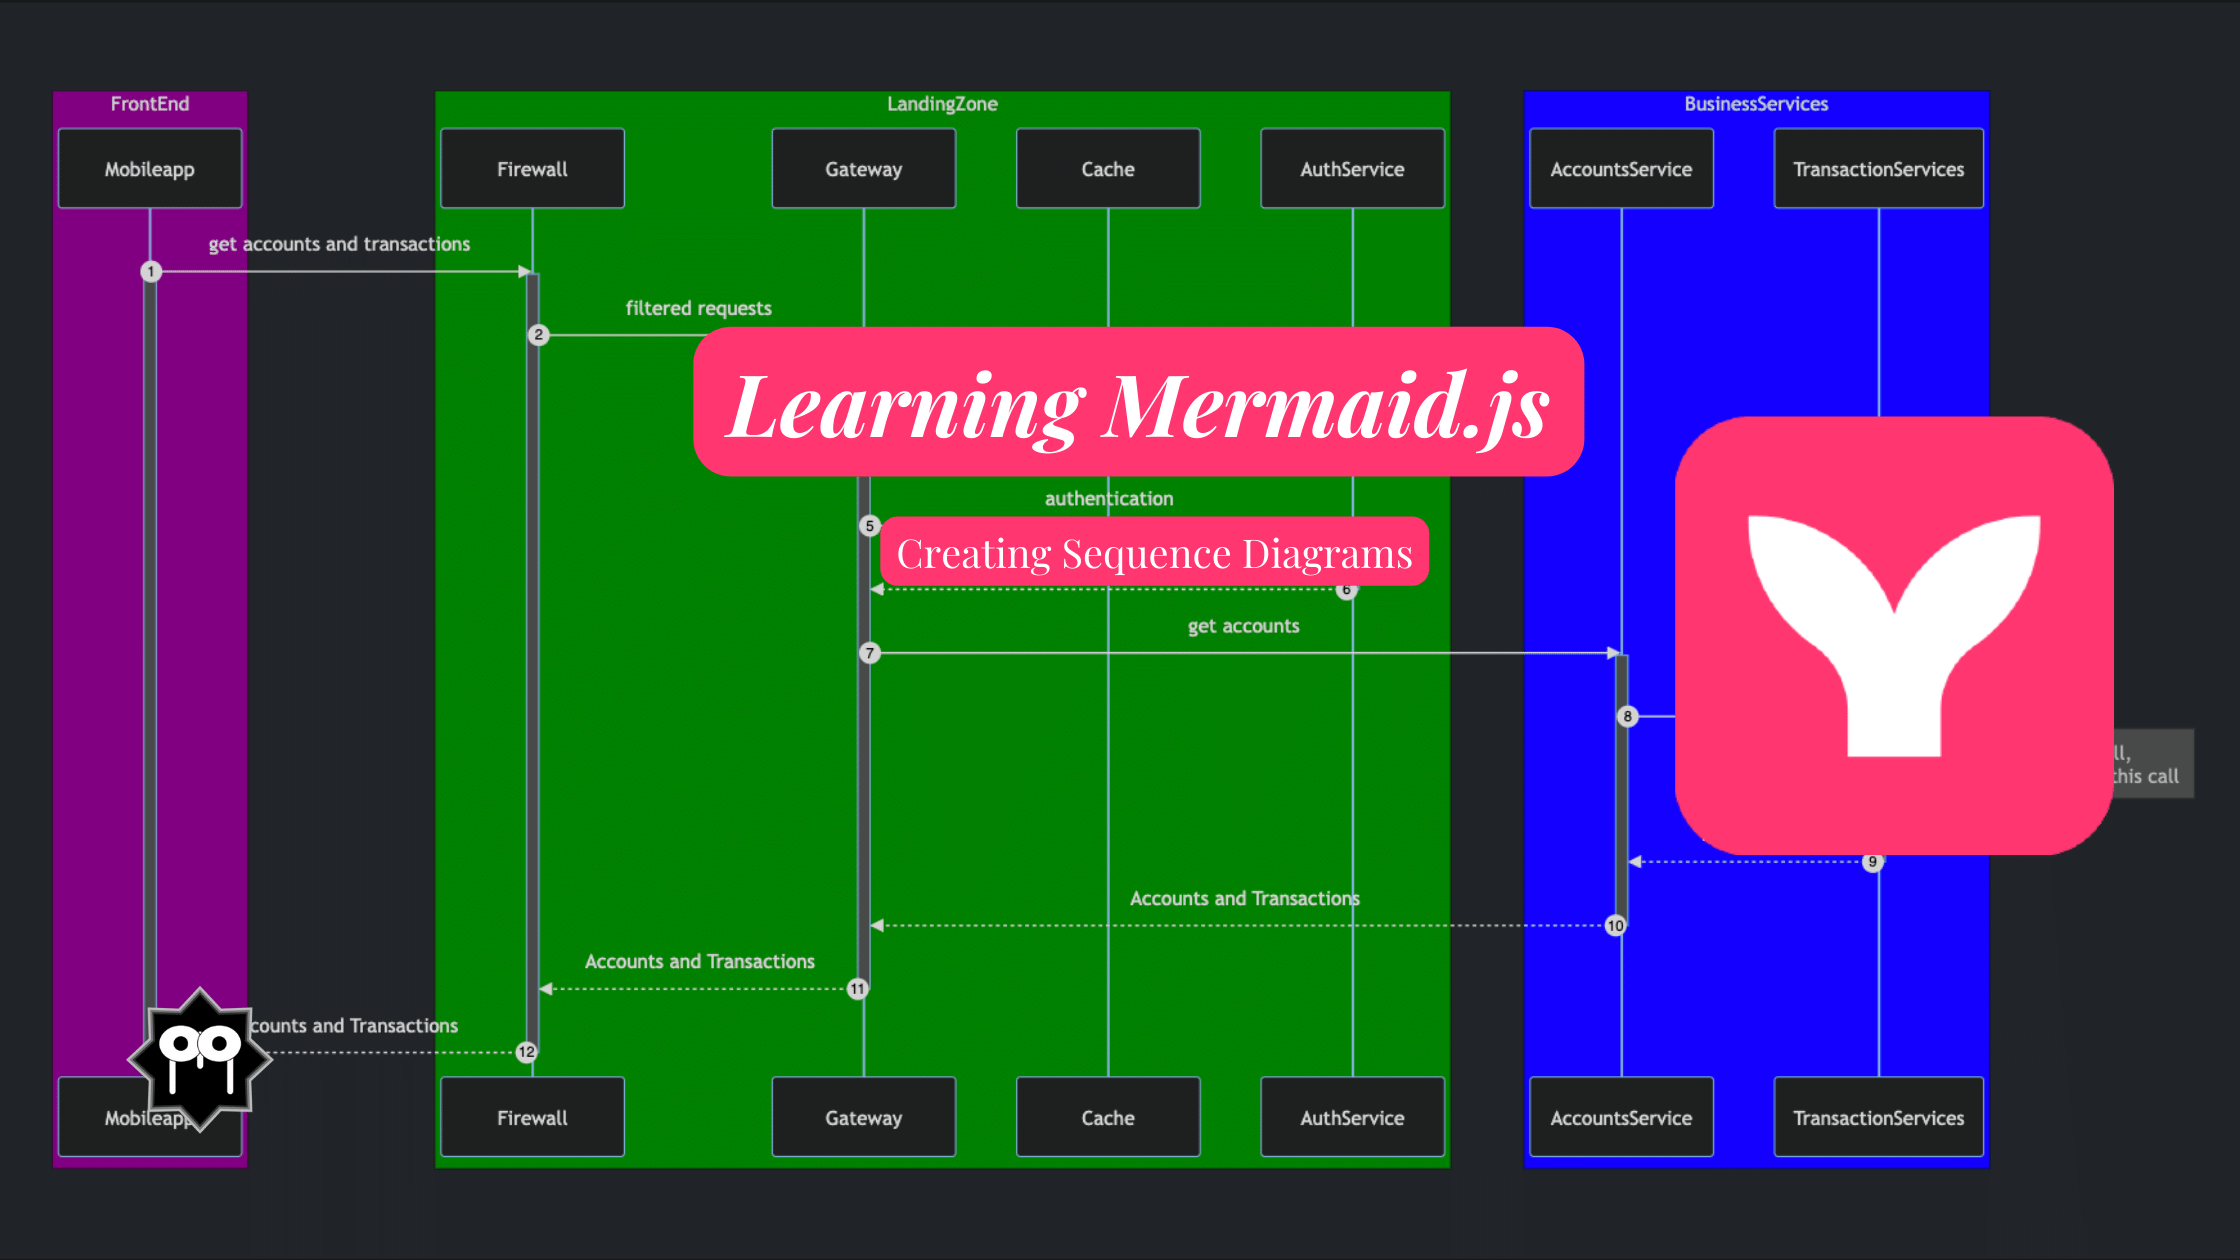 FrontEnd
LandingZone
BusinessServices
Mobileapp
Firewall
Gateway
Cache
AuthService
AccountsService
TransactionServices
get accounts and transactions
1
filtered requests
2
Learning Mermaid.js
authentication
5
Creating Sequence Diagrams
6
get accounts
7
8
ll,
this call
9
Accounts and Transactions
10
Accounts and Transactions
11
counts and Transactions
12
Mobileapp
Firewall
Gateway
Cache
AuthService
AccountsService
TransactionServices